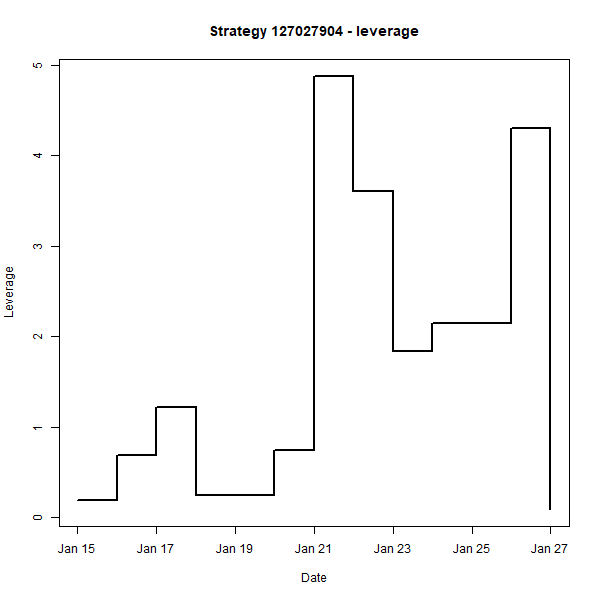 Strategy 127027904 - leverage
5
4
3
2
1
0
Leverage
Jan 15
Jan 17
Jan 19
Jan 21
Jan 23
Jan 25
Jan 27
Date